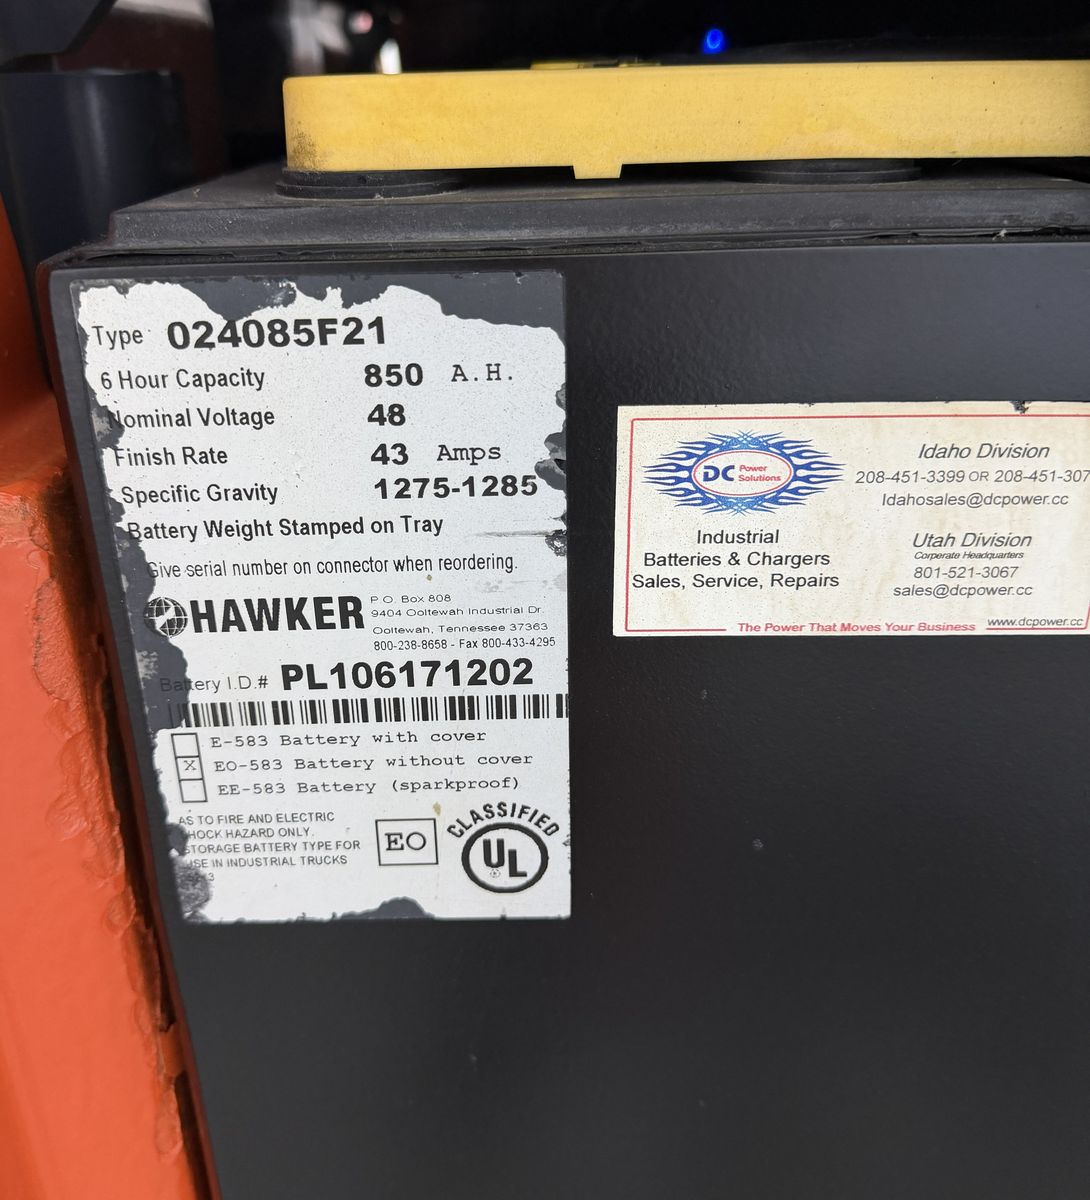 Type 024085F21
6 Hour Capacity 850 A.H.
Nominal Voltage 48
Finish Rate 43 Amps
Specific Gravity 1275-1285
Battery Weight Stamped on Tray
Give serial number on connector when reordering.
HAWKER
P.O. Box 808
9404 Ooltewah Industrial Dr.
Ooltewah, Tennessee 37363
800-238-8658 - Fax 800-433-4295
Battery I.D.# PL106171202
E-583 Battery with cover
X EO-583 Battery without cover
EE-583 Battery (sparkproof)
AS TO FIRE AND ELECTRIC
SHOCK HAZARD ONLY.
STORAGE BATTERY TYPE FOR
USE IN INDUSTRIAL TRUCKS
EO
CLASSIFIED
UL
DC Power
Solutions
Industrial
Batteries & Chargers
Sales, Service, Repairs
Idaho Division
208-451-3399 OR 208-451-307
Idahosales@dcpower.cc
Utah Division
Corperate Headquarters
801-521-3067
sales@dcpower.cc
The Power That Moves Your Business
www.dcpower.cc